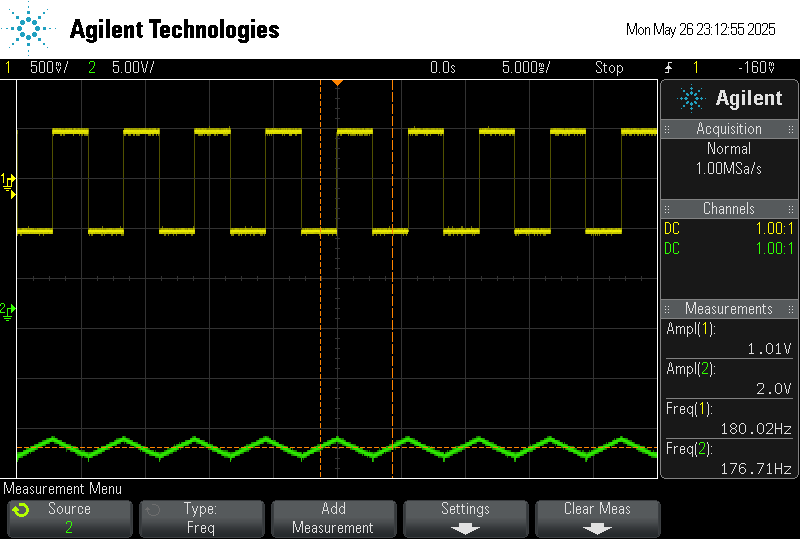 Agilent Technologies
Mon May 26 23:12:55 2025
1 500mV/ 2 5.00V/ 0.0s 5.000ms/ Stop 1 -160mV
Agilent
Acquisition
Normal
1.00MSa/s
Channels
DC 1.00:1
DC 1.00:1
Measurements
Ampl(1):
1.01V
Ampl(2):
2.0V
Freq(1):
180.02Hz
Freq(2):
176.71Hz
1
2
Measurement Menu
Source
2
Type:
Freq
Add
Measurement
Settings
Clear Meas